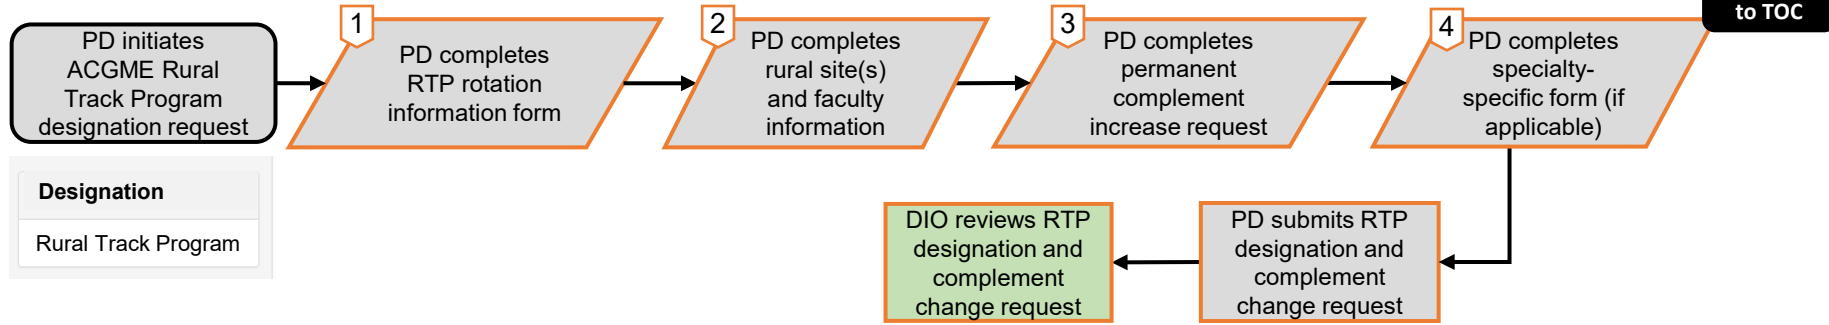 to TOC
PD initiates
ACGME Rural
Track Program
designation request
1
PD completes
RTP rotation
information form
2
PD completes
rural site(s)
and faculty
information
3
PD completes
permanent
complement
increase request
4
PD completes
specialty-
specific form (if
applicable)
Designation
Rural Track Program
PD submits RTP
designation and
complement
change request
DIO reviews RTP
designation and
complement
change request